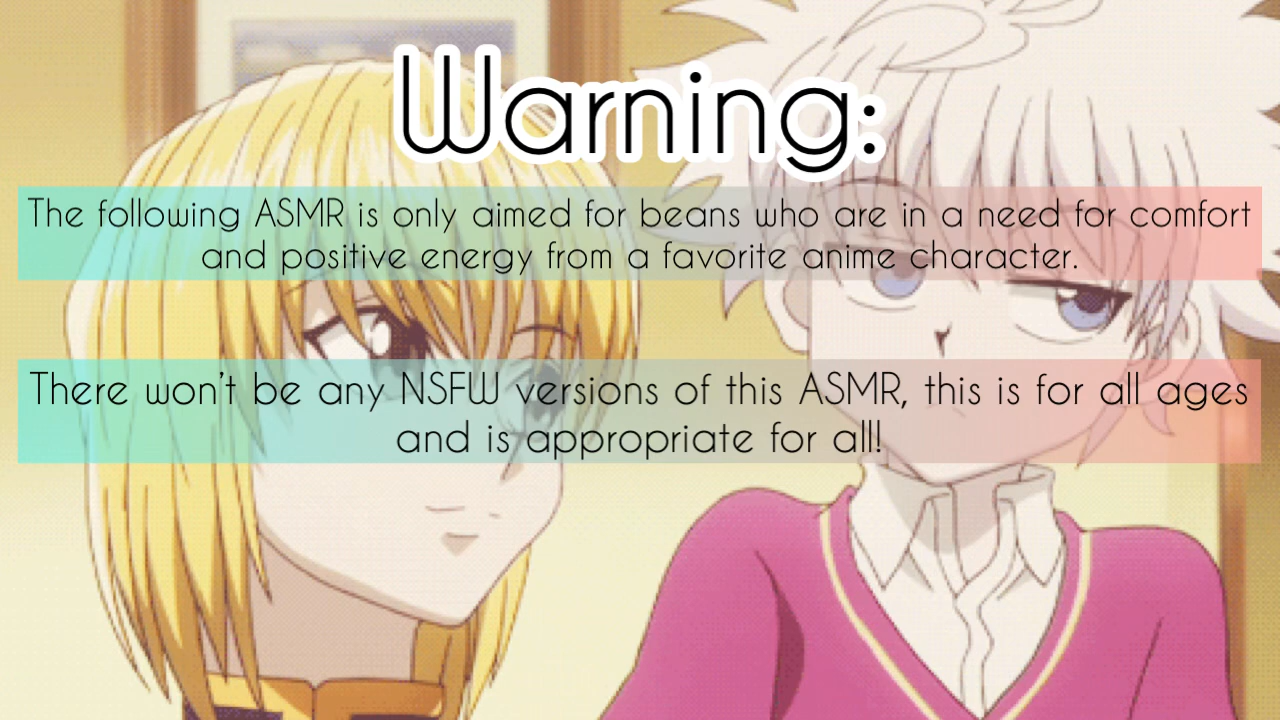 Warning:
The following ASMR is only aimed for beans who are in a need for comfort
and positive energy from a favorite anime character.
There won't be any NSFW versions of this ASMR, this is for all ages
and is appropriate for all!